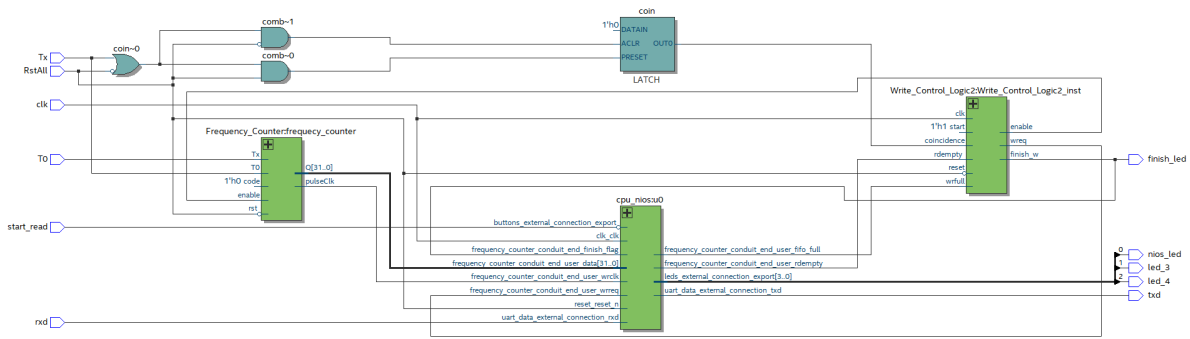 coin
comb~1
1'h0 DATAIN
coin~0
ACLR OUT0
Tx
comb~0
PRESET
RstAll
LATCH
Write_Control_Logic2:Write_Control_Logic2_inst
clk
clk
Frequency_Counter:frequecy_counter
1'h1 start enable
coincidence wreq
Tx
rdempty finish_w
T0
T0 Q[31..0]
finish_led
reset
1'h0 code pulseClk
wrfull
enable
cpu_nios:u0
rst
start_read
buttons_external_connection_export
clk_clk
frequency_counter_conduit_end_finish_flag frequency_counter_conduit_end_user_fifo_full
0 nios_led
frequency_counter_conduit_end_user_data[31..0] frequency_counter_conduit_end_user_rdempty
1 led_3
frequency_counter_conduit_end_user_wrclk leds_external_connection_export[3..0]
2 led_4
frequency_counter_conduit_end_user_wrreq uart_data_external_connection_txd
txd
reset_reset_n
rxd
uart_data_external_connection_rxd